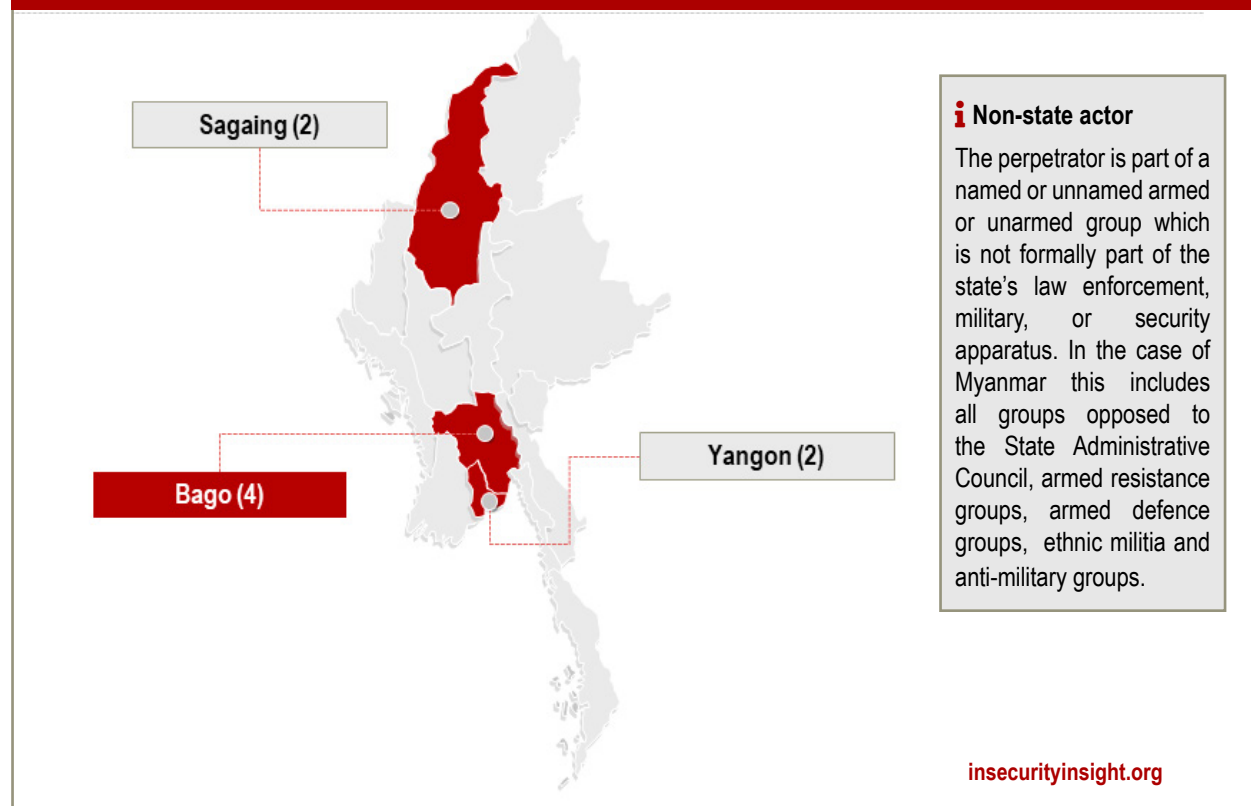 Sagaing (2)
Bago (4)
Yangon (2)
i Non-state actor
The perpetrator is part of a
named or unnamed armed
or unarmed group which
is not formally part of the
state's law enforcement,
military, or security
apparatus. In the case of
Myanmar this includes
all groups opposed to
the State Administrative
Council, armed resistance
groups, armed defence
groups, ethnic militia and
anti-military groups.
insecurityinsight.org